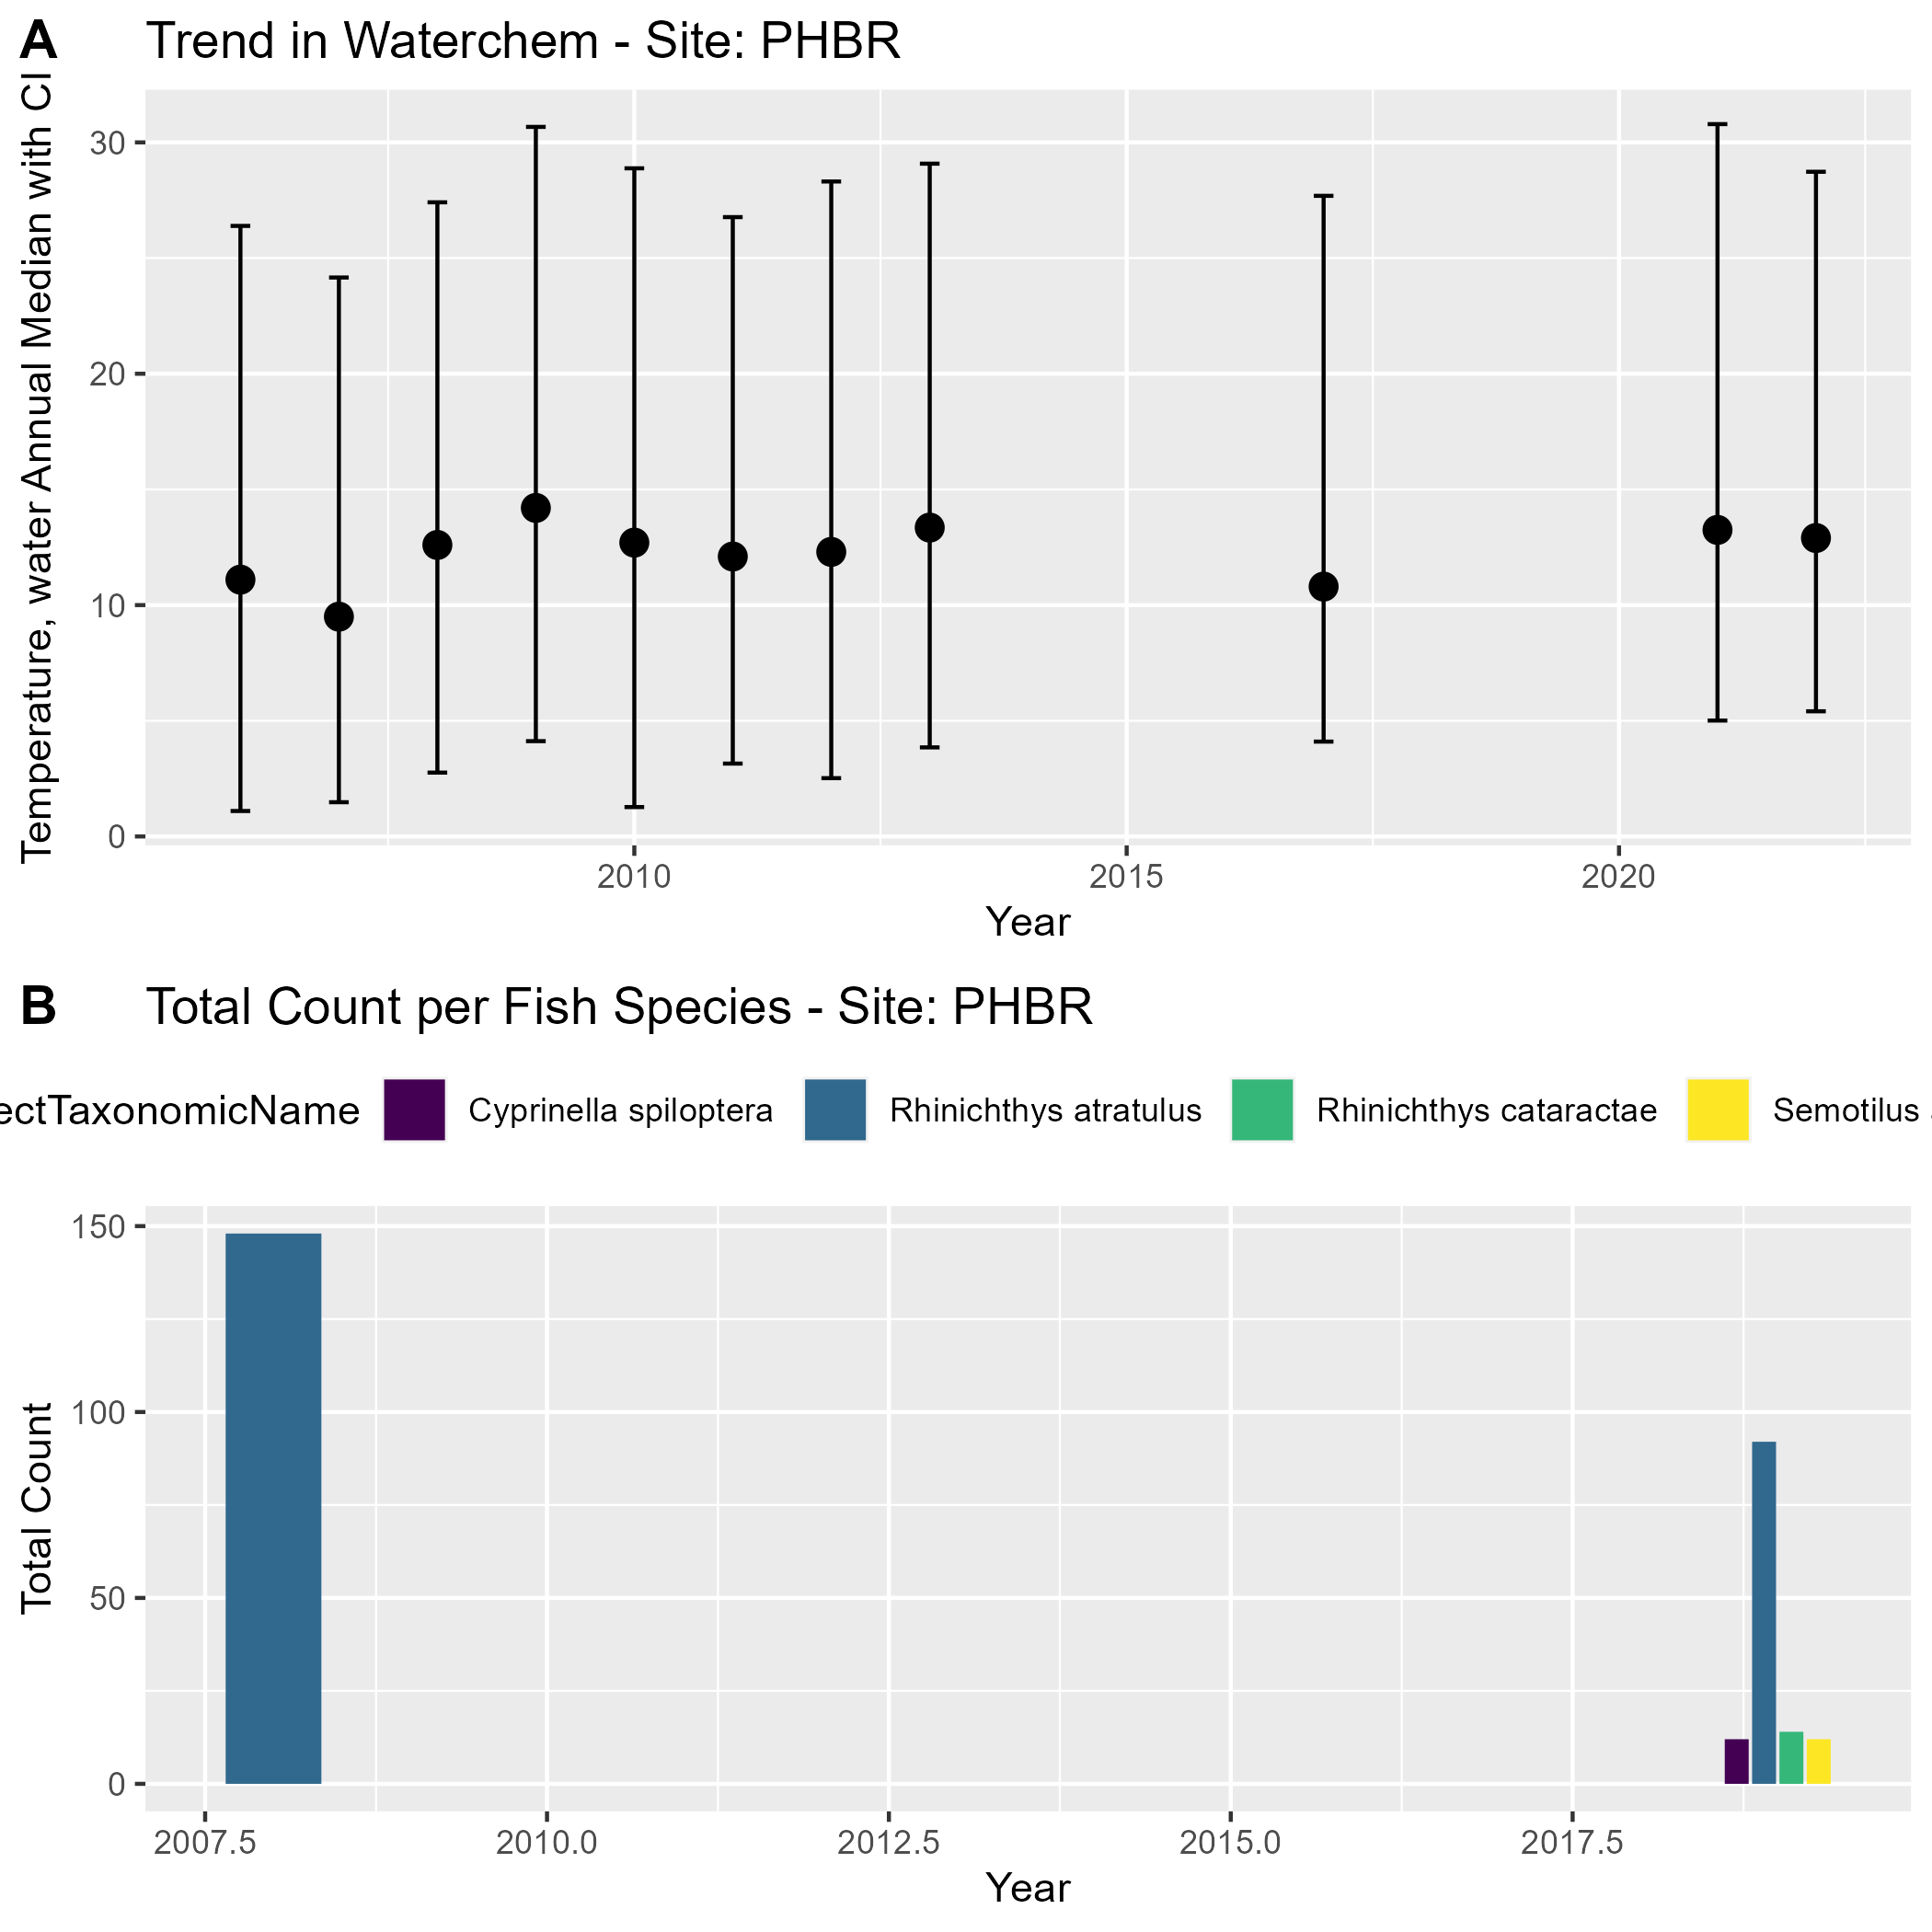 A
Trend in Waterchem - Site: PHBR
Temperature, water Annual Median with CI
30
20
10
0
2010
2015
2020
Year
B
Total Count per Fish Species - Site: PHBR
ectTaxonomicName
Cyprinella spiloptera
Rhinichthys atratulus
Rhinichthys cataractae
Semotilus
Total Count
150
100
50
0
2007.5
2010.0
2012.5
2015.0
2017.5
Year